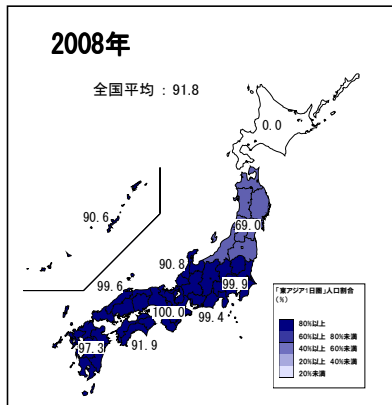 2008年
全国平均 : 91.8
0.0
90.6
69.0
90.8
99.6
99.9
100.0
99.4
97.3
91.9
「東アジア1日圏」人口割合
(%)
80%以上
60%以上 80%未満
40%以上 60%未満
20%以上 40%未満
20%未満